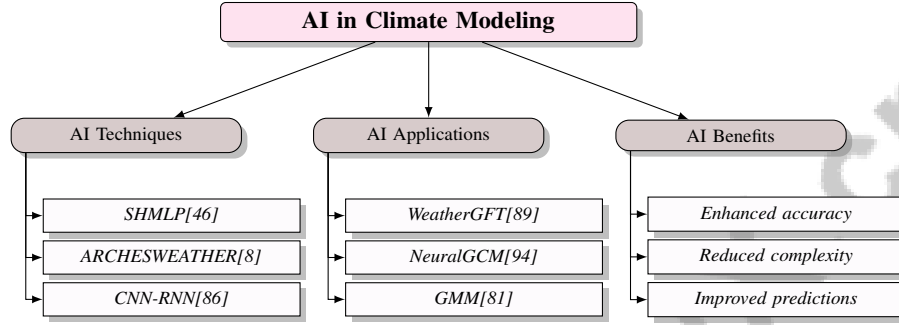 AI in Climate Modeling
AI Techniques
AI Applications
AI Benefits
SHMLP[46]
WeatherGFT[89]
Enhanced accuracy
ARCHESWEATHER[8]
NeuralGCM[94]
Reduced complexity
CNN-RNN[86]
GMM[81]
Improved predictions